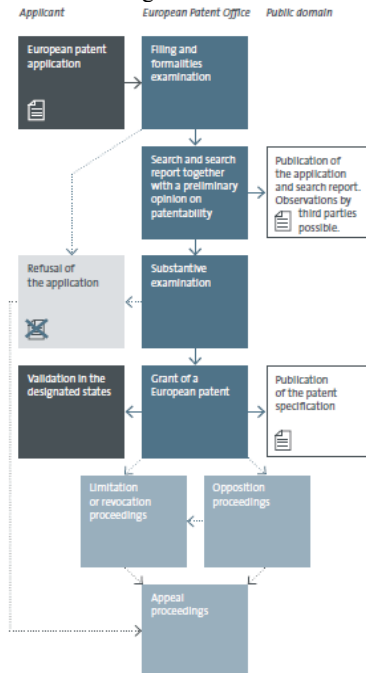 Applicant
European Patent Office
Public domain
European patent
application
Filing and
formalities
examination
Search and search
report together
with a preliminary
opinion on
patentability
Publication of
the application
and search report.
Observations by
third parties
possible.
Refusal of
the application
Substantive
examination
Validation in the
designated states
Grant of a
European patent
Publication
of the patent
specification
Limitation
or revocation
proceedings
Opposition
proceedings
Appeal
proceedings